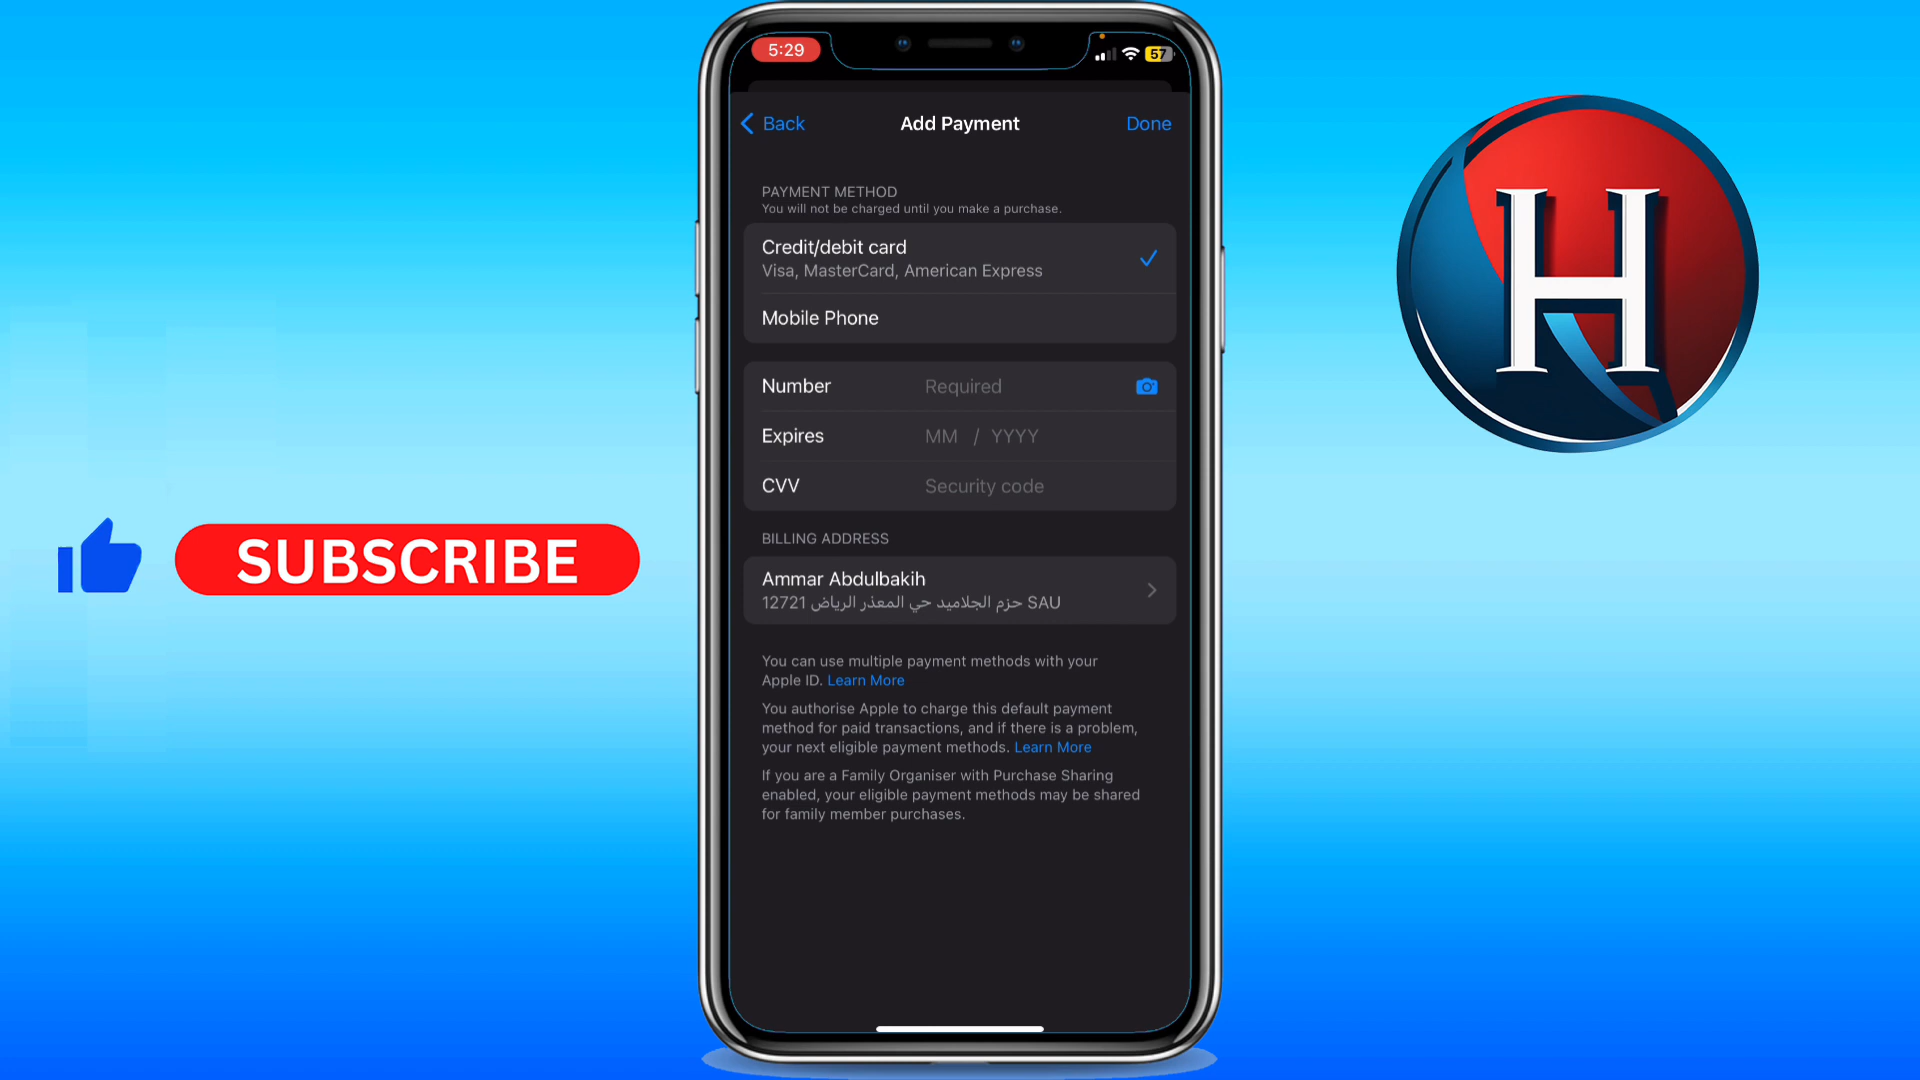 5:29
57
Back
Add Payment
Done
PAYMENT METHOD
You will not be charged until you make a purchase.
Credit/debit card
Visa, MasterCard, American Express
Mobile Phone
Number Required
Expires MM / YYYY
CVV Security code
BILLING ADDRESS
Ammar Abdulbakih
حزم الجلاميد حي المعذر الرياض 12721 SAU
You can use multiple payment methods with your
Apple ID. Learn More
You authorise Apple to charge this default payment
method for paid transactions, and if there is a problem,
your next eligible payment methods. Learn More
If you are a Family Organiser with Purchase Sharing
enabled, your eligible payment methods may be shared
for family member purchases.
SUBSCRIBE
H